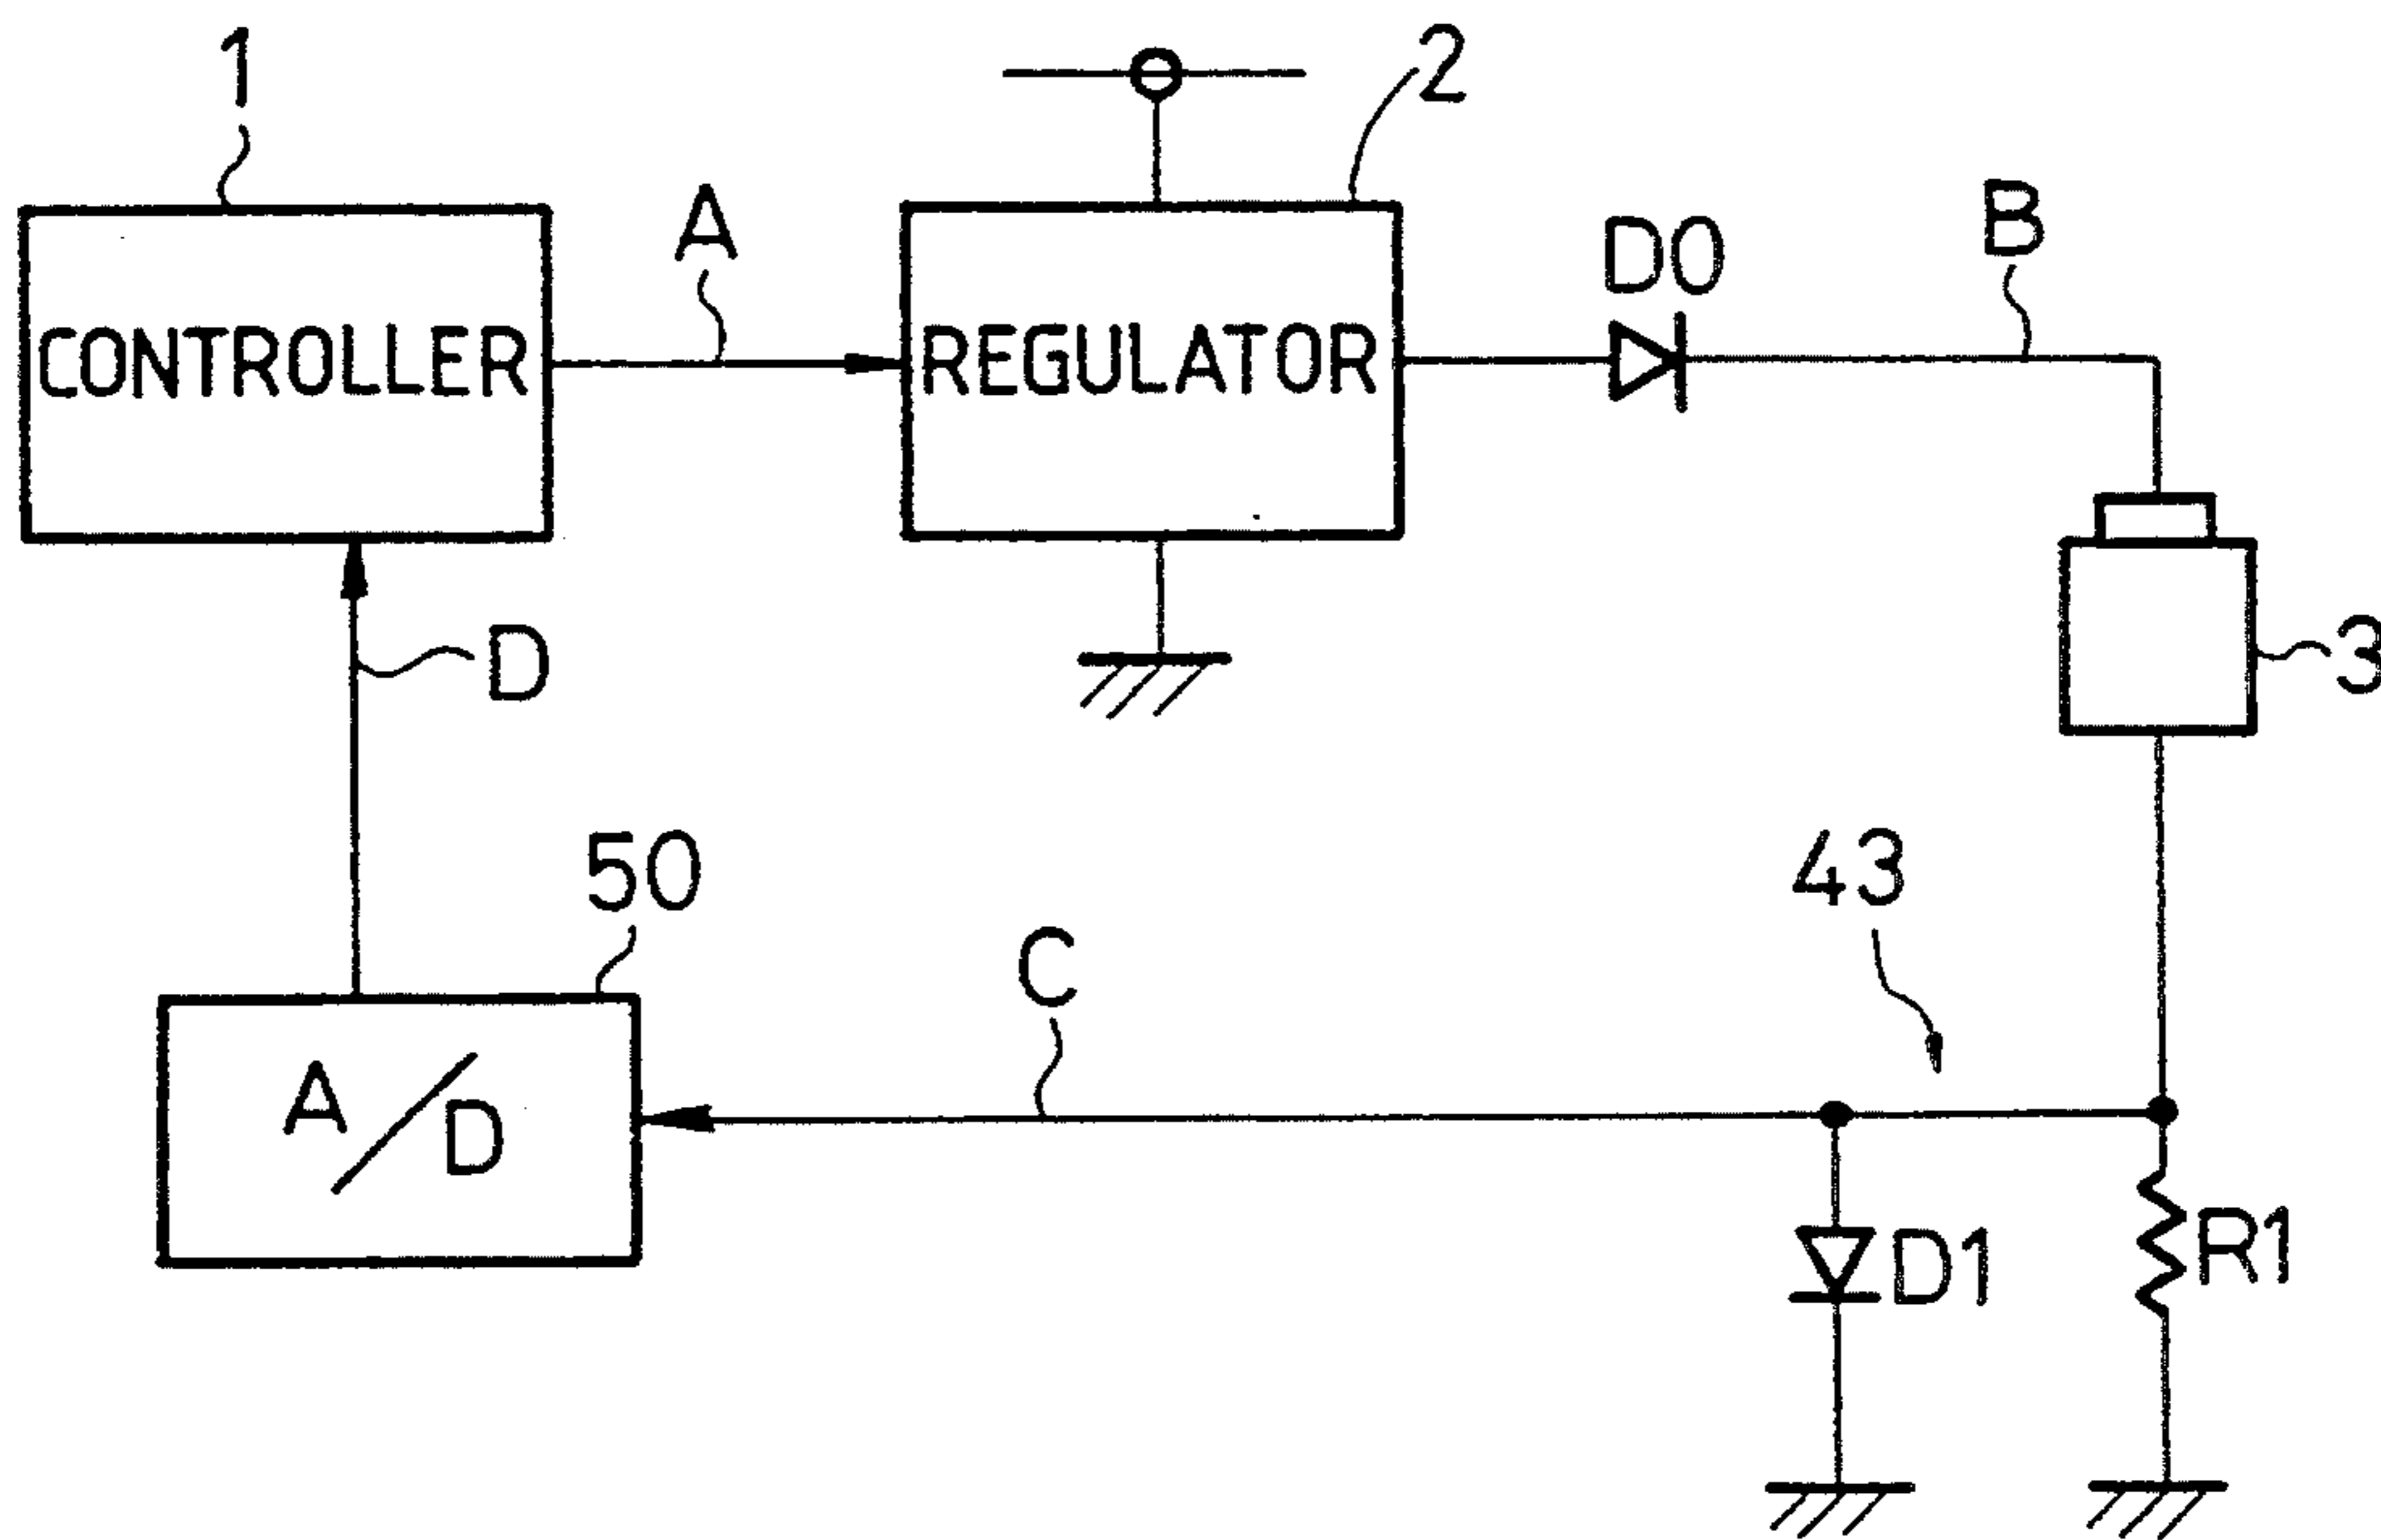 1
2
A
B
D0
CONTROLLER
REGULATOR
D
3
50
43
C
A/D
D1
R1